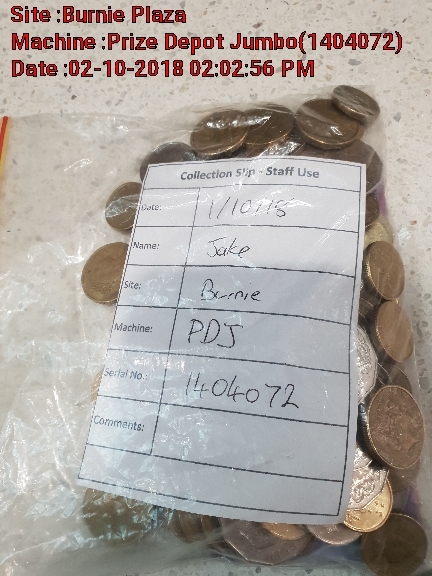 Site :Burnie Plaza
Machine :Prize Depot Jumbo(1404072)
Date :02-10-2018 02:02:56 PM
Collection Slip - Staff Use
Date: 1/10/18
Name: Jake
Site: Burnie
Machine: PDJ
Serial No.: 1404072
Comments: